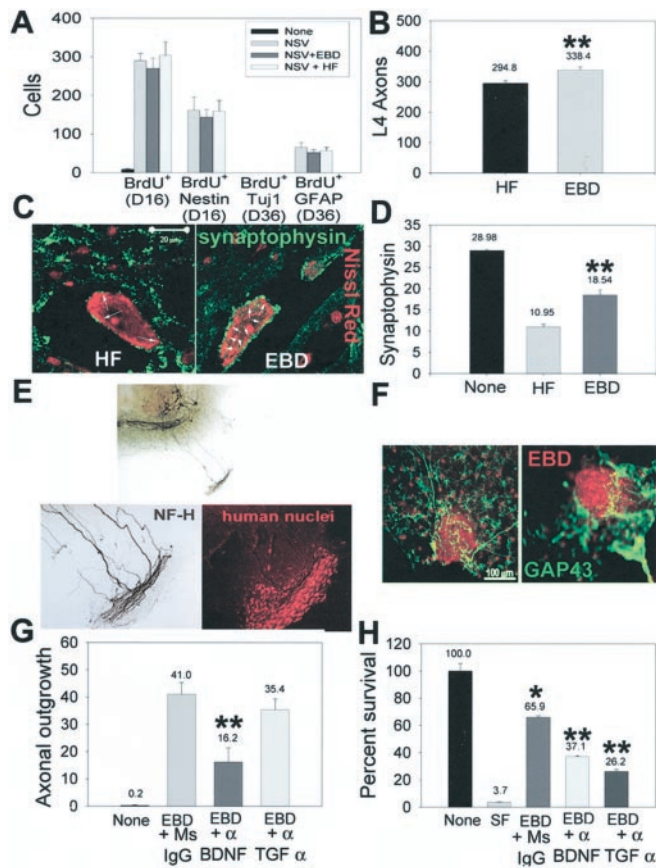 A
Cells
300
200
100
0
None
NSV
NSV+EBD
NSV + HF
BrdU+ (D16)
BrdU+ Nestin (D16)
BrdU+ Tuj1 (D36)
BrdU+ GFAP (D36)
B
L4 Axons
400
350
300
250
200
150
100
50
0
294.8
**
338.4
HF
EBD
C
20 µm
synaptophysin
Nissl Red
HF
EBD
D
Synaptophysin
35
30
25
20
15
10
5
0
28.98
10.95
**
18.54
None
HF
EBD
E
NF-H
human nuclei
F
EBD
100 µm
GAP43
G
Axonal outgrowth
60
50
40
30
20
10
0
0.2
41.0
**
16.2
35.4
None
EBD + Ms IgG
EBD + α BDNF
EBD + α TGF α
H
Percent survival
120
100
80
60
40
20
0
100.0
3.7
*
65.9
**
37.1
**
26.2
None
SF
EBD + Ms IgG
EBD + α BDNF
EBD + α TGF α